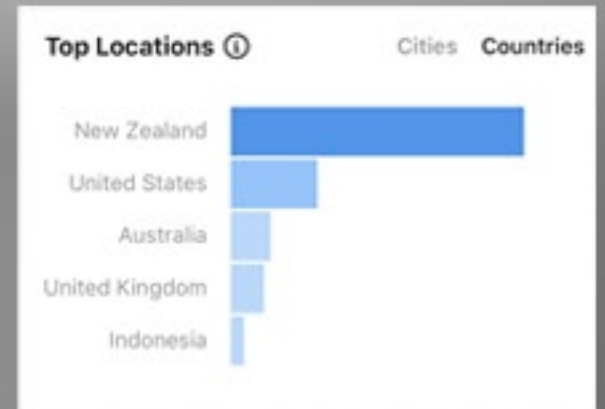 Top Locations ⓘ Cities Countries
New Zealand
United States
Australia
United Kingdom
Indonesia